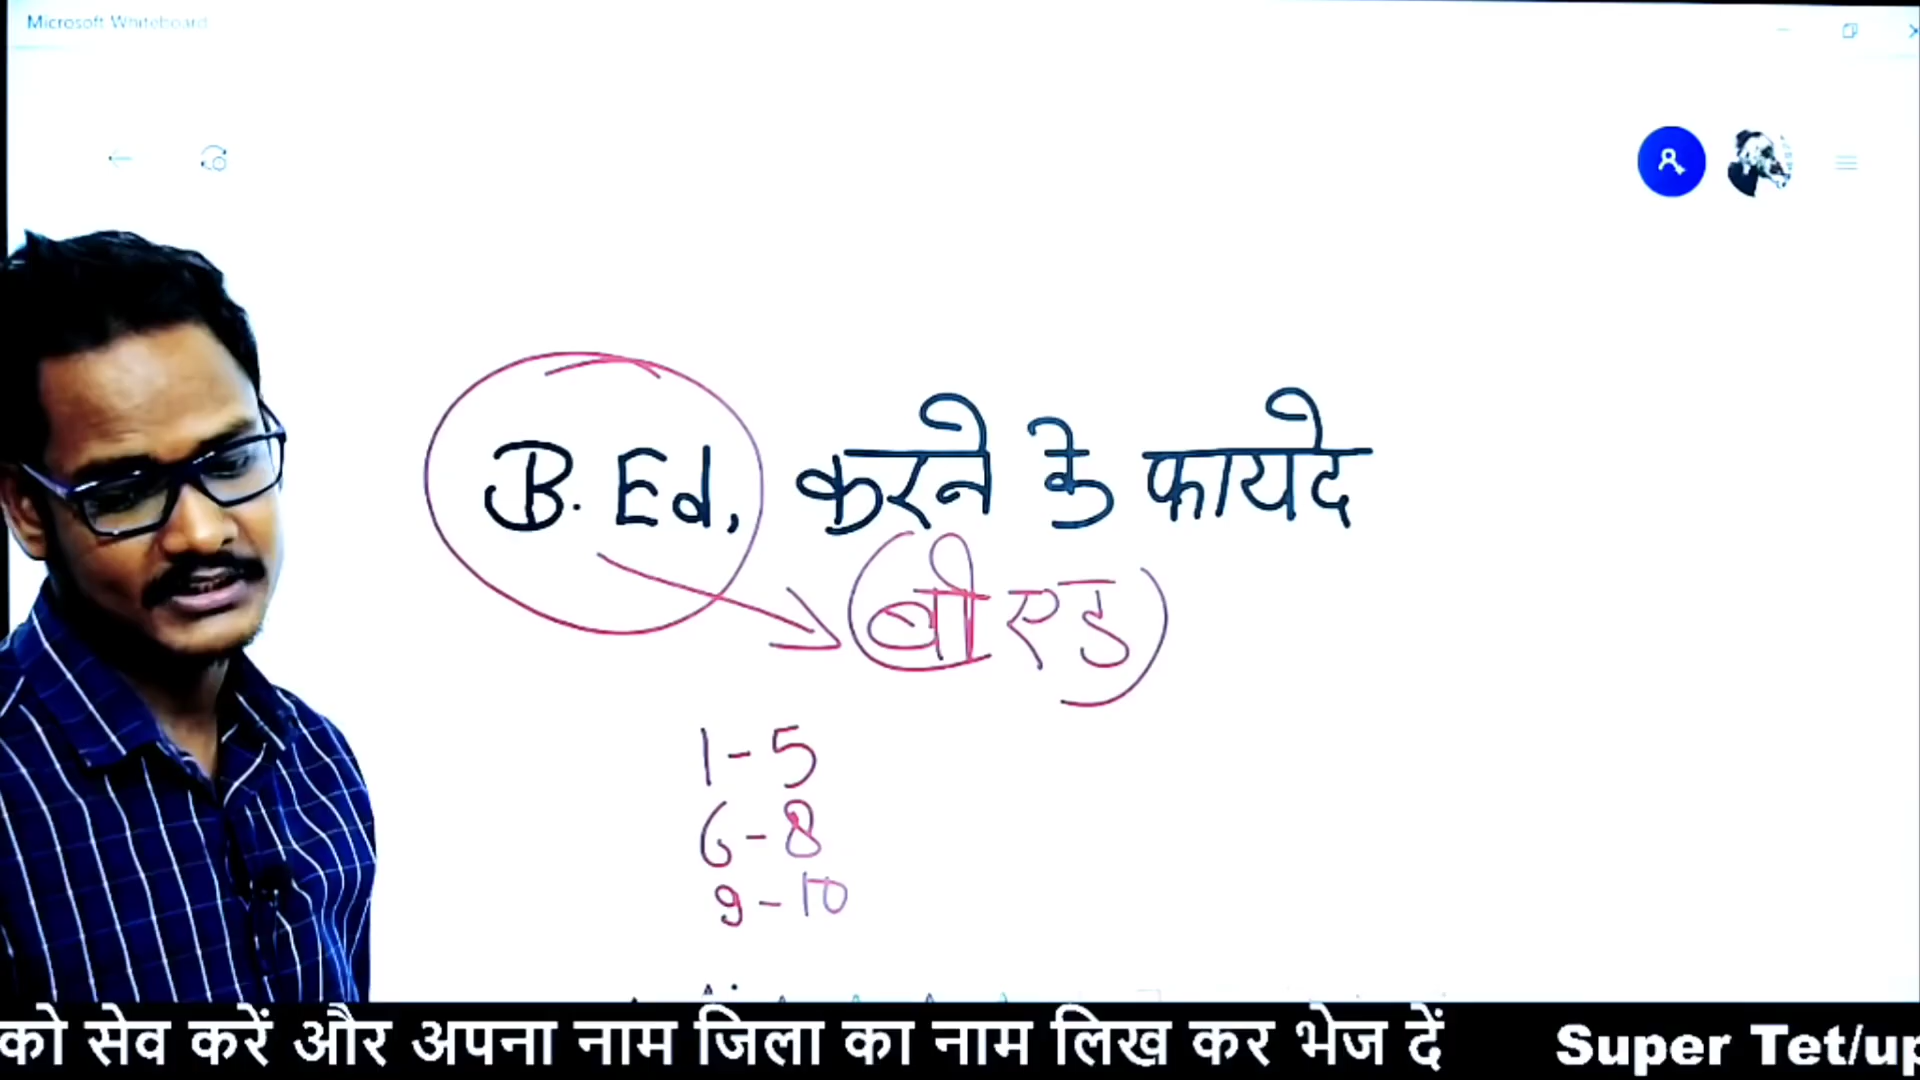 Microsoft Whiteboard
B. Ed. करने के फायदे
(बीएड)
1-5
6-8
9-10
को सेव करें और अपना नाम जिला का नाम लिख कर भेज दें Super Tet/up